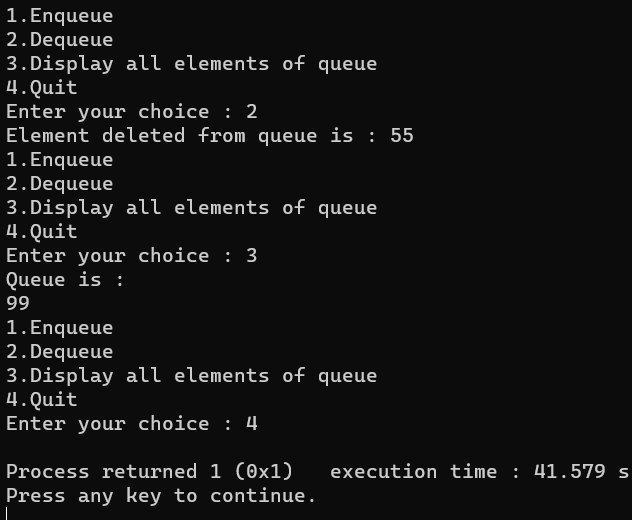 1.Enqueue
2.Dequeue
3.Display all elements of queue
4.Quit
Enter your choice : 2
Element deleted from queue is : 55
1.Enqueue
2.Dequeue
3.Display all elements of queue
4.Quit
Enter your choice : 3
Queue is :
99
1.Enqueue
2.Dequeue
3.Display all elements of queue
4.Quit
Enter your choice : 4

Process returned 1 (0x1)   execution time : 41.579 s
Press any key to continue.